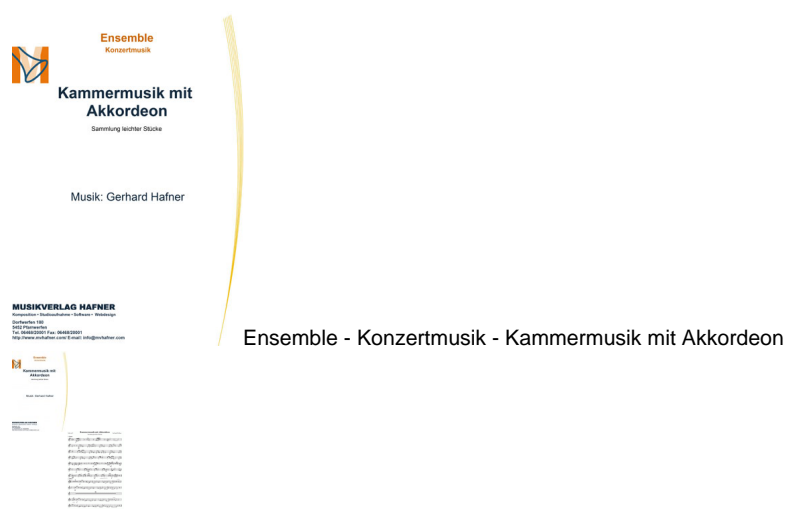 Ensemble
Konzertmusik
Kammermusik mit
Akkordeon
Sammlung leichter Stücke
Musik: Gerhard Hafner
MUSIKVERLAG HAFNER
Komposition • Studioaufnahme • Software • Webdesign
Dorfwerfen 190
5452 Pfarrwerfen
Tel. 06468/20001 Fax: 06468/20001
http://www.mvhafner.com/ E-mail: info@mvhafner.com
Ensemble - Konzertmusik - Kammermusik mit Akkordeon
Ensemble
Kammermusik mit
Akkordeon